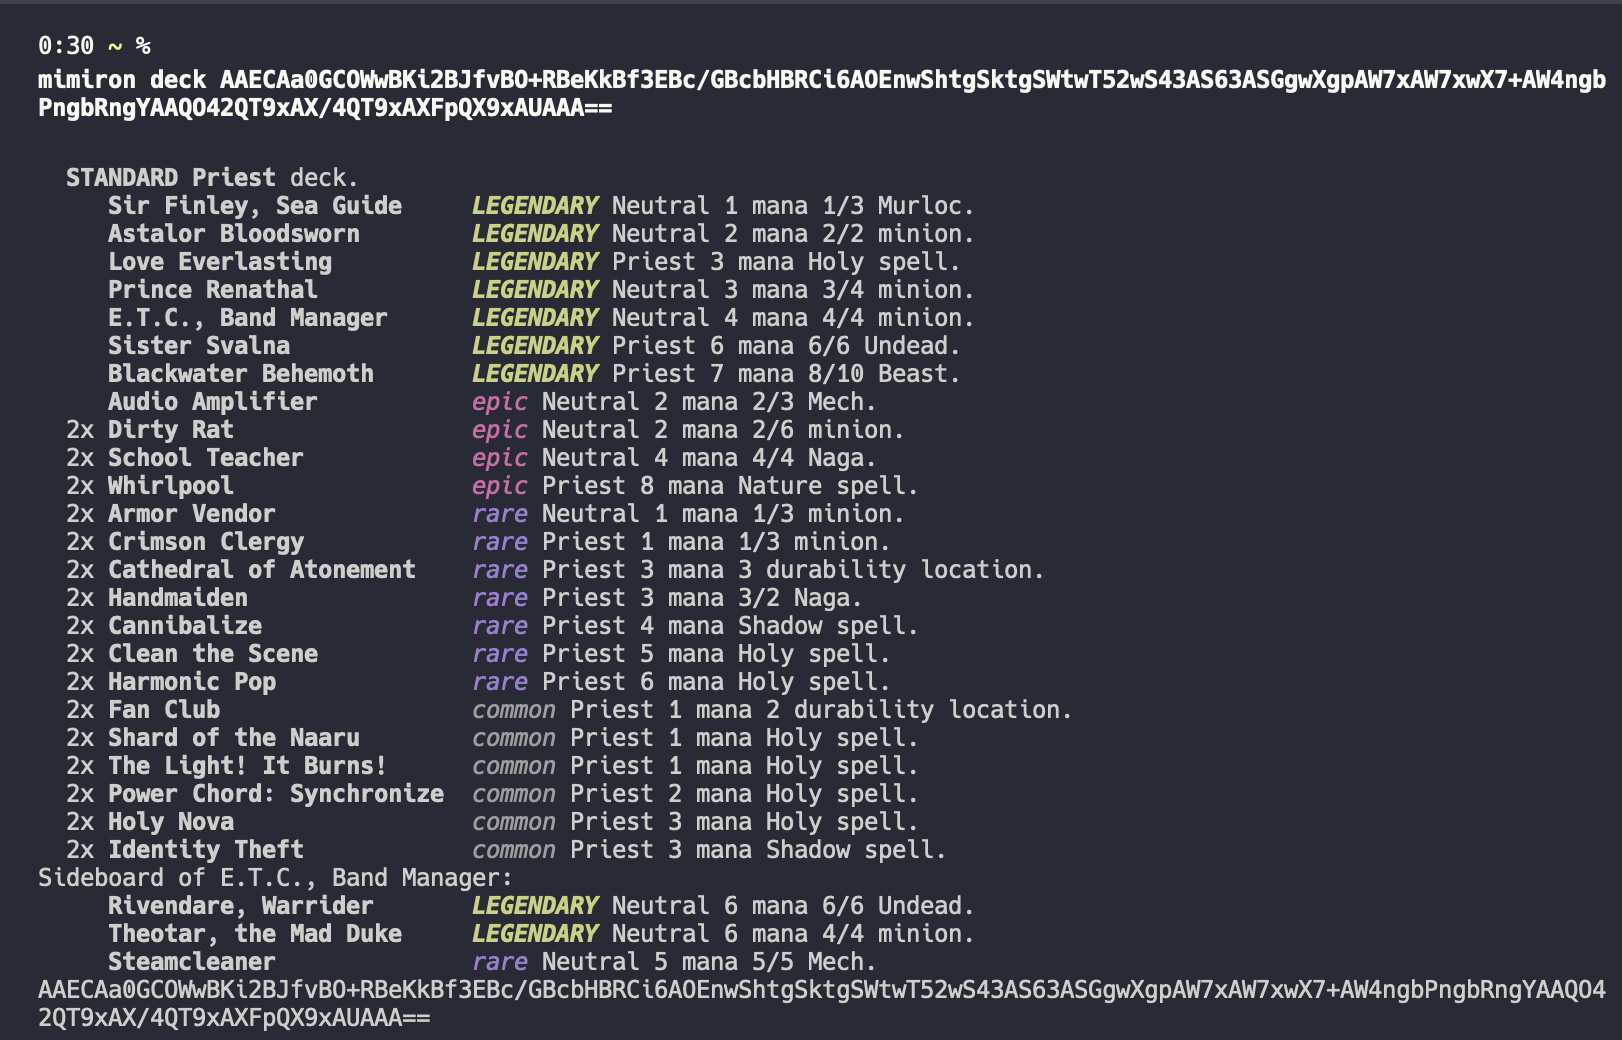 0:30 ~ %
mimiron deck AAECAa0GCOWwBKi2BJfvBO+RBeKkBf3EBc/GBcbHBRCi6AOEnwShtgSktgSWtwT52wS43AS63ASGgwXgpAW7xAW7xwX7+AW4ngb
PngbRngYAAQO42QT9xAX/4QT9xAXFpQX9xAUAAA==
STANDARD Priest deck.
Sir Finley, Sea Guide LEGENDARY Neutral 1 mana 1/3 Murloc.
Astalor Bloodsworn LEGENDARY Neutral 2 mana 2/2 minion.
Love Everlasting LEGENDARY Priest 3 mana Holy spell.
Prince Renathal LEGENDARY Neutral 3 mana 3/4 minion.
E.T.C., Band Manager LEGENDARY Neutral 4 mana 4/4 minion.
Sister Svalna LEGENDARY Priest 6 mana 6/6 Undead.
Blackwater Behemoth LEGENDARY Priest 7 mana 8/10 Beast.
Audio Amplifier epic Neutral 2 mana 2/3 Mech.
2x Dirty Rat epic Neutral 2 mana 2/6 minion.
2x School Teacher epic Neutral 4 mana 4/4 Naga.
2x Whirlpool epic Priest 8 mana Nature spell.
2x Armor Vendor rare Neutral 1 mana 1/3 minion.
2x Crimson Clergy rare Priest 1 mana 1/3 minion.
2x Cathedral of Atonement rare Priest 3 mana 3 durability location.
2x Handmaiden rare Priest 3 mana 3/2 Naga.
2x Cannibalize rare Priest 4 mana Shadow spell.
2x Clean the Scene rare Priest 5 mana Holy spell.
2x Harmonic Pop rare Priest 6 mana Holy spell.
2x Fan Club common Priest 1 mana 2 durability location.
2x Shard of the Naaru common Priest 1 mana Holy spell.
2x The Light! It Burns! common Priest 1 mana Holy spell.
2x Power Chord: Synchronize common Priest 2 mana Holy spell.
2x Holy Nova common Priest 3 mana Holy spell.
2x Identity Theft common Priest 3 mana Shadow spell.
Sideboard of E.T.C., Band Manager:
Rivendare, Warrider LEGENDARY Neutral 6 mana 6/6 Undead.
Theotar, the Mad Duke LEGENDARY Neutral 6 mana 4/4 minion.
Steamcleaner rare Neutral 5 mana 5/5 Mech.
AAECAa0GCOWwBKi2BJfvBO+RBeKkBf3EBc/GBcbHBRCi6AOEnwShtgSktgSWtwT52wS43AS63ASGgwXgpAW7xAW7xwX7+AW4ngbPngbRngYAAQO4
2QT9xAX/4QT9xAXFpQX9xAUAAA==